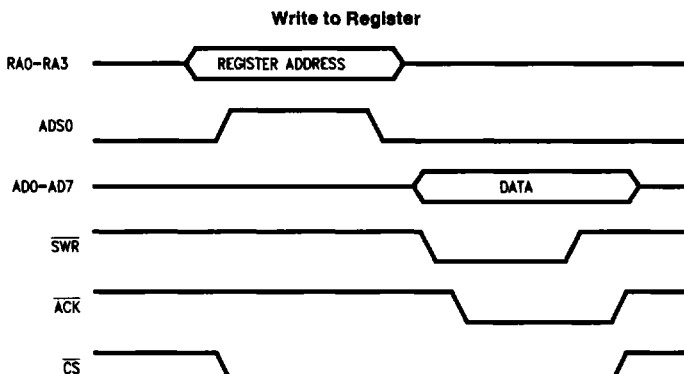 Write to Register
RA0-RA3
REGISTER ADDRESS
ADS0
AD0-AD7
DATA
SWR
ACK
CS